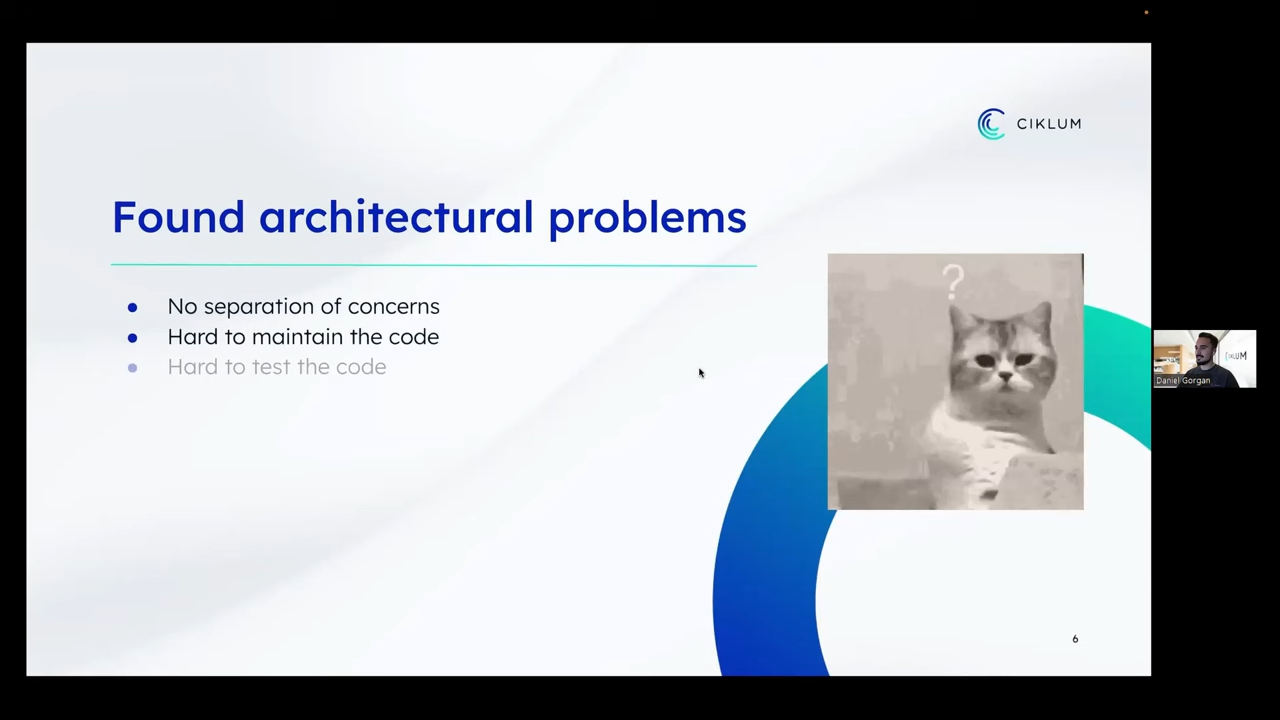 CIKLUM
Found architectural problems
?
• No separation of concerns
• Hard to maintain the code
• Hard to test the code
CIKLUM
Daniel Gorgan
6